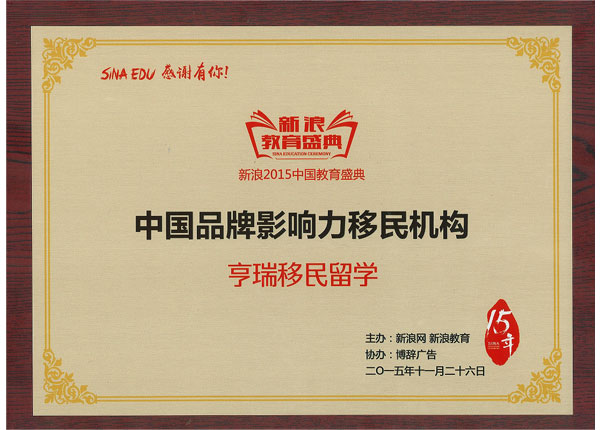 SINA EDU 感谢有你!
新浪
教育盛典
SINA EDUCATION CEREMONY
新浪2015中国教育盛典
中国品牌影响力移民机构
亨瑞移民留学
主办：新浪网 新浪教育
协办：博辞广告
二〇一五年十一月二十六日
15年